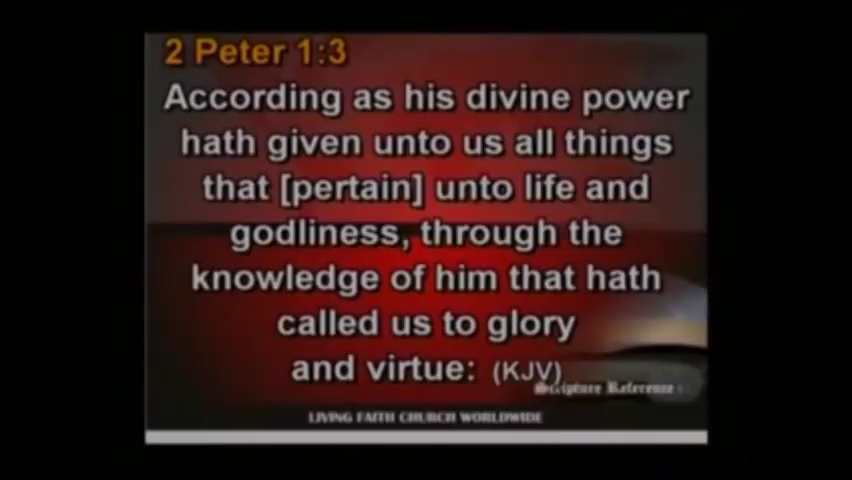 2 Peter 1:3
According as his divine power
hath given unto us all things
that [pertain] unto life and
godliness, through the
knowledge of him that hath
called us to glory
and virtue: (KJV)
Scripture Reference :
LIVING FAITH CHURCH WORLDWIDE